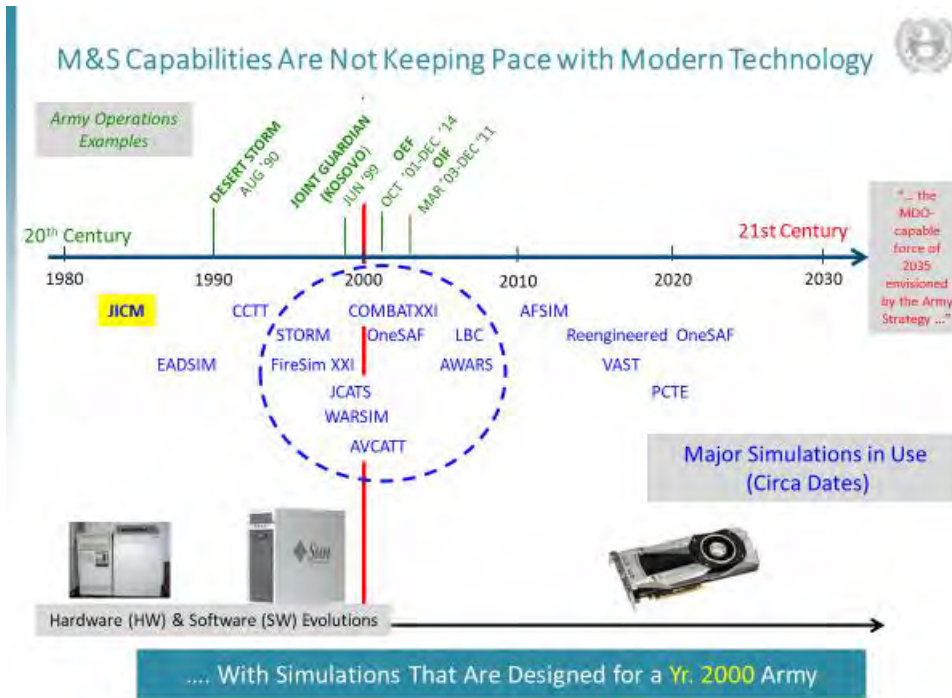 M&S Capabilities Are Not Keeping Pace with Modern Technology
Army Operations
Examples
DESERT STORM
AUG '90
JOINT GUARDIAN
(KOSOVO)
JUN '99
OEF
OCT '01-DEC '14
OIF
MAR '03-DEC '11
20th Century
21st Century
1980
1990
2000
2010
2020
2030
"... the
MDO-
capable
force of
2035
envisioned
by the Army
Strategy ..."
JICM
CCTT
COMBATXXI
AFSIM
STORM
OneSAF
LBC
Reengineered OneSAF
EADSIM
FireSim XXI
AWARS
VAST
JCATS
PCTE
WARSIM
AVCATT
Major Simulations in Use
(Circa Dates)
Sun
Hardware (HW) & Software (SW) Evolutions
.... With Simulations That Are Designed for a Yr. 2000 Army